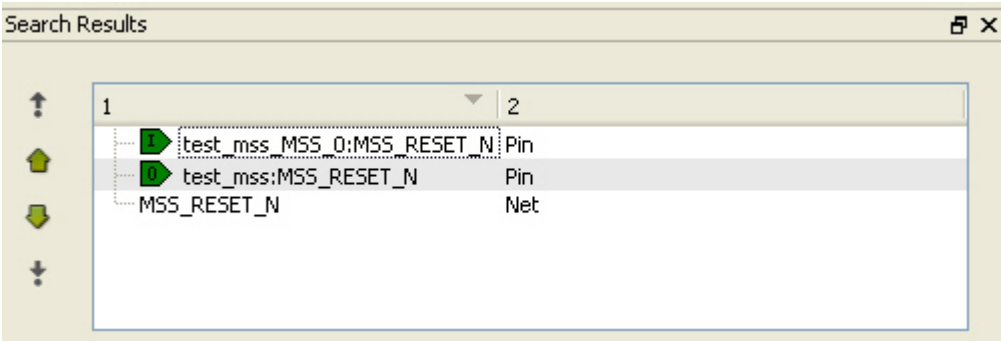 Search Results
1 2
I test_mss_MSS_0:MSS_RESET_N Pin
O test_mss:MSS_RESET_N Pin
MSS_RESET_N Net